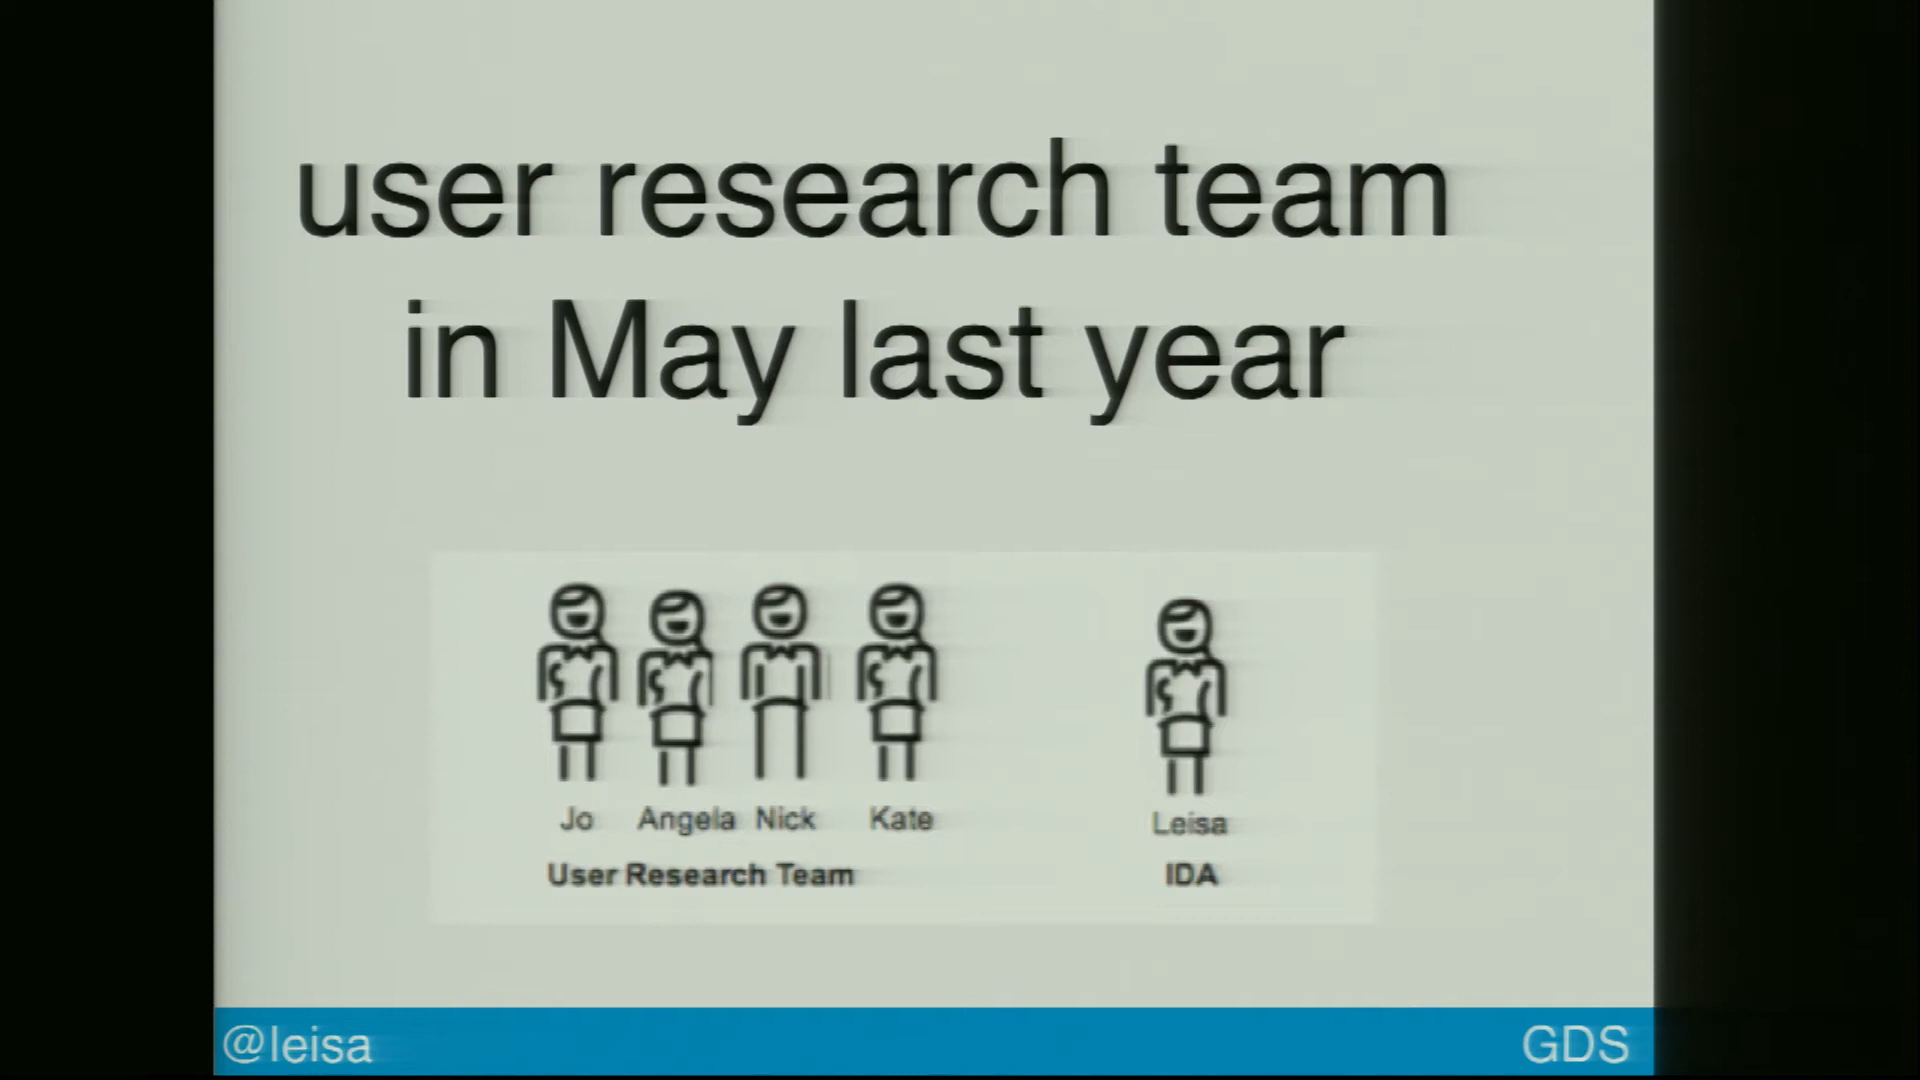 user research team
in May last year
Jo Angela Nick Kate Leisa
User Research Team IDA
@leisa GDS